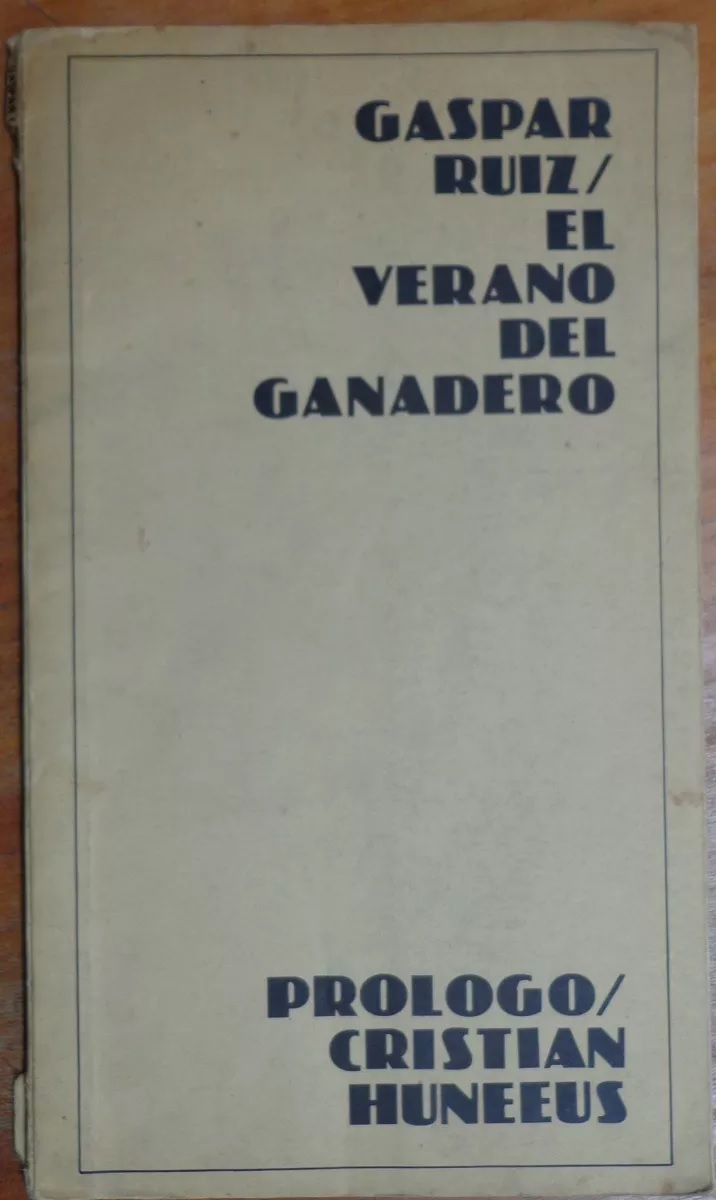 GASPAR
RUIZ/
EL
VERANO
DEL
GANADERO
PROLOGO/
CRISTIAN
HUNEEUS